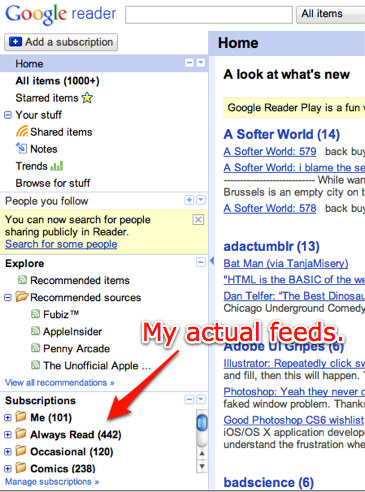 Google reader
All items
Add a subscription
Home
All items (1000+)
Starred items
Your stuff
Shared items
Notes
Trends
Browse for stuff
People you follow
You can now search for people
sharing publicly in Reader.
Search for some people
Explore
Recommended items
Recommended sources
Fubiz™
AppleInsider
Penny Arcade
The Unofficial Apple ...
View all recommendations »
Subscriptions
Me (101)
Always Read (442)
Occasional (120)
Comics (238)
Manage subscriptions »
Home
A look at what's new
Google Reader Play is a fun v
A Softer World (14)
A Softer World: 579 back buy
A Softer World: i blame the se
---------------------------- While wan
Brussels is an empty city on t
A Softer World: 578 back buy
adactumblr (13)
Bat Man (via TanjaMisery)
"HTML is the BASIC of the we
Dan Telfer: "The Best Dinosau
Chicago Underground Comedy
My actual feeds.
Adobe UI Gripes (6)
Illustrator: Repeatedly click sw
and fill, then this will happen. T
Photoshop: Yeah they never c
faked window problem. Thank
Good Photoshop CS6 wishlist
iOS/OS X application develope
understand the frustration whe
badscience (6)